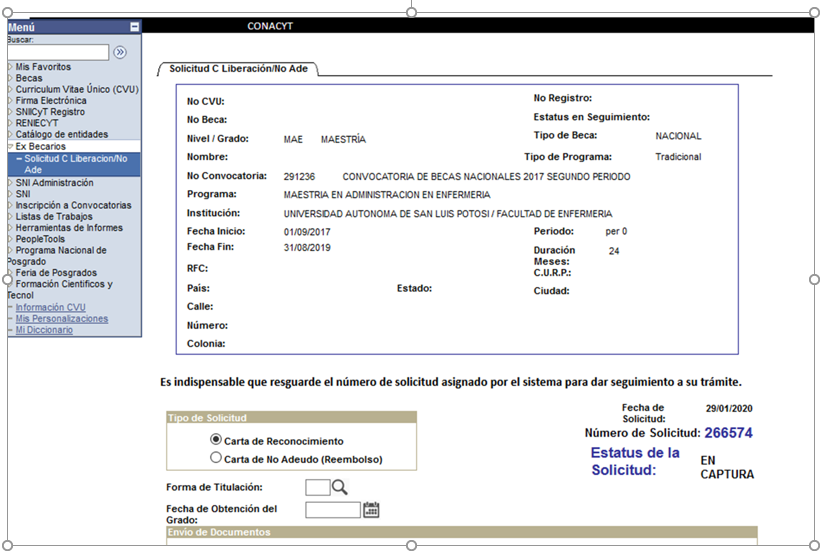 CONACYT
Menú
Buscar:
Mis Favoritos
Becas
Curriculum Vitae Único (CVU)
Firma Electrónica
SNIICyT Registro
RENIECYT
Catálogo de entidades
Ex Becarios
Solicitud C Liberacion/No
Ade
SNI Administración
SNI
Inscripción a Convocatorias
Listas de Trabajos
Herramientas de Informes
PeopleTools
Programa Nacional de
Posgrado
Feria de Posgrados
Formación Cientificos y
Tecnol
Información CVU
Mis Personalizaciones
Mi Diccionario
Solicitud C Liberación/No Ade
No CVU:
No Registro:
No Beca:
Estatus en Seguimiento:
Nivel / Grado: MAE MAESTRÍA
Tipo de Beca: NACIONAL
Nombre:
Tipo de Programa: Tradicional
No Convocatoria: 291236 CONVOCATORIA DE BECAS NACIONALES 2017 SEGUNDO PERIODO
Programa: MAESTRIA EN ADMINISTRACION EN ENFERMERIA
Institución: UNIVERSIDAD AUTONOMA DE SAN LUIS POTOSI / FACULTAD DE ENFERMERIA
Fecha Inicio: 01/09/2017
Periodo: per 0
Fecha Fin: 31/08/2019
Duración 24
Meses:
C.U.R.P.:
RFC:
País: Estado:
Ciudad:
Calle:
Número:
Colonia:
Es indispensable que resguarde el número de solicitud asignado por el sistema para dar seguimiento a su trámite.
Fecha de 29/01/2020
Solicitud:
Número de Solicitud: 266574
Estatus de la
Solicitud:
EN
CAPTURA
Tipo de Solicitud
Carta de Reconocimiento
Carta de No Adeudo (Reembolso)
Forma de Titulación:
Fecha de Obtención del
Grado:
Envío de Documentos